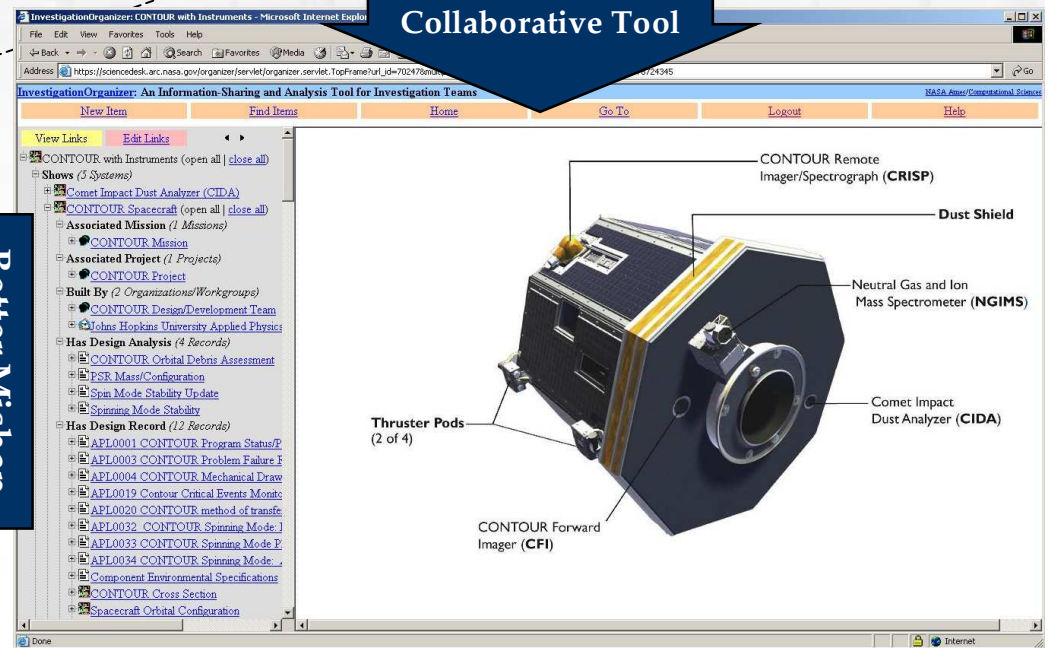 Collaborative Tool
InvestigationOrganizer: CONTOUR with Instruments - Microsoft Internet Explo
File Edit View Favorites Tools Help
Back Search Favorites Media
Address https://sciencedesk.arc.nasa.gov/organizer/servlet/organizer.servlet.TopFrame?url_id=70247&mult 8724345 Go
InvestigationOrganizer: An Information-Sharing and Analysis Tool for Investigation Teams NASA Ames/Computational Sciences
New Item Find Items Home Go To Logout Help
View Links Edit Links
CONTOUR with Instruments (open all | close all)
Shows (5 Systems)
Comet Impact Dust Analyzer (CIDA)
CONTOUR Spacecraft (open all | close all)
Associated Mission (1 Missions)
CONTOUR Mission
Associated Project (1 Projects)
CONTOUR Project
Built By (2 Organizations/Workgroups)
CONTOUR Design/Development Team
Johns Hopkins University Applied Physics
Has Design Analysis (4 Records)
CONTOUR Orbital Debris Assessment
PSR Mass/Configuration
Spin Mode Stability Update
Spinning Mode Stability
Has Design Record (12 Records)
APL0001 CONTOUR Program Status/P
APL0003 CONTOUR Problem Failure R
APL0004 CONTOUR Mechanical Draw
APL0019 Contour Critical Events Monito
APL0020 CONTOUR method of transfe
APL0032 CONTOUR Spinning Mode:
APL0033 CONTOUR Spinning Mode P
APL0034 CONTOUR Spinning Mode:
Component Environmental Specifications
CONTOUR Cross Section
Spacecraft Orbital Configuration
CONTOUR Remote
Imager/Spectrograph (CRISP)
Dust Shield
Neutral Gas and Ion
Mass Spectrometer (NGIMS)
Comet Impact
Dust Analyzer (CIDA)
Thruster Pods
(2 of 4)
CONTOUR Forward
Imager (CFI)
Done Internet